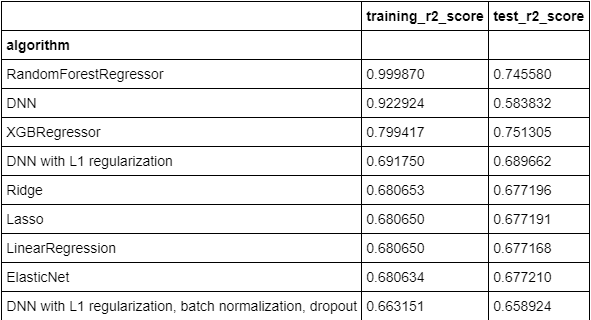 training_r2_score test_r2_score
algorithm
RandomForestRegressor 0.999870 0.745580
DNN 0.922924 0.583832
XGBRegressor 0.799417 0.751305
DNN with L1 regularization 0.691750 0.689662
Ridge 0.680653 0.677196
Lasso 0.680650 0.677191
LinearRegression 0.680650 0.677168
ElasticNet 0.680634 0.677210
DNN with L1 regularization, batch normalization, dropout 0.663151 0.658924